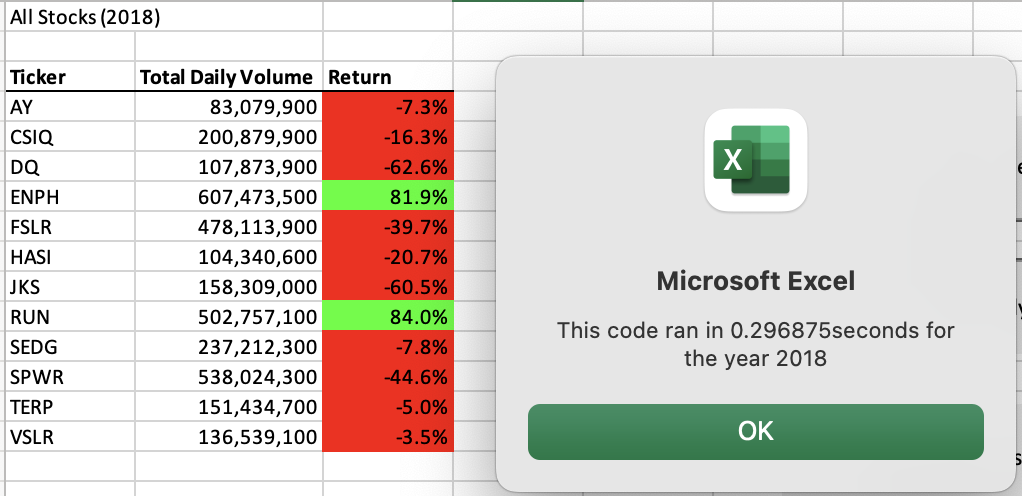 All Stocks (2018)
Ticker Total Daily Volume Return
AY 83,079,900 -7.3%
CSIQ 200,879,900 -16.3%
DQ 107,873,900 -62.6%
ENPH 607,473,500 81.9%
FSLR 478,113,900 -39.7%
HASI 104,340,600 -20.7%
JKS 158,309,000 -60.5%
RUN 502,757,100 84.0%
SEDG 237,212,300 -7.8%
SPWR 538,024,300 -44.6%
TERP 151,434,700 -5.0%
VSLR 136,539,100 -3.5%
X
Microsoft Excel
This code ran in 0.296875seconds for
the year 2018
OK